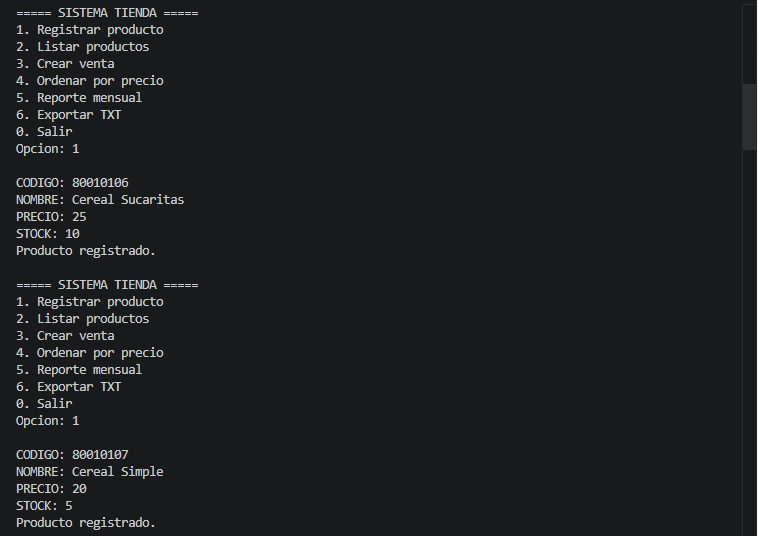 ===== SISTEMA TIENDA =====
1. Registrar producto
2. Listar productos
3. Crear venta
4. Ordenar por precio
5. Reporte mensual
6. Exportar TXT
0. Salir
Opcion: 1
CODIGO: 80010106
NOMBRE: Cereal Sucaritas
PRECIO: 25
STOCK: 10
Producto registrado.
===== SISTEMA TIENDA =====
1. Registrar producto
2. Listar productos
3. Crear venta
4. Ordenar por precio
5. Reporte mensual
6. Exportar TXT
0. Salir
Opcion: 1
CODIGO: 80010107
NOMBRE: Cereal Simple
PRECIO: 20
STOCK: 5
Producto registrado.